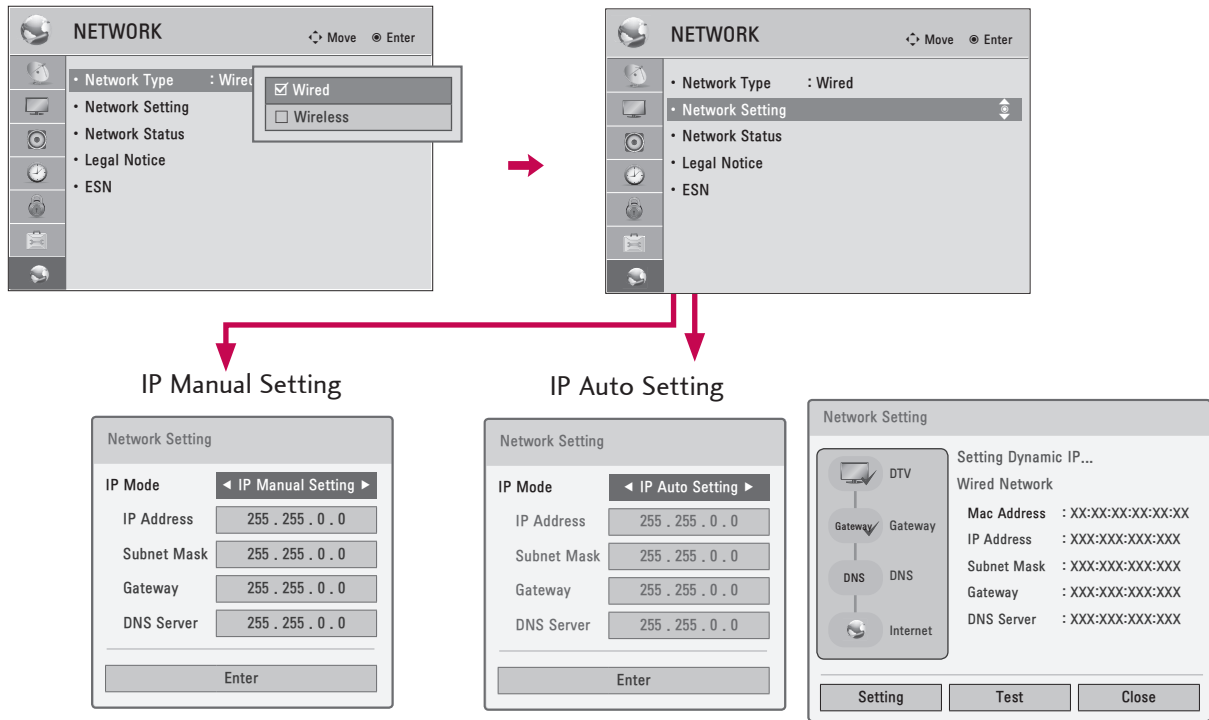 NETWORK
Move Enter
• Network Type : Wired
☑ Wired
☐ Wireless
• Network Setting
• Network Status
• Legal Notice
• ESN
NETWORK
Move Enter
• Network Type : Wired
• Network Setting
• Network Status
• Legal Notice
• ESN
IP Manual Setting
Network Setting
IP Mode ◄ IP Manual Setting ►
IP Address 255 . 255 . 0 . 0
Subnet Mask 255 . 255 . 0 . 0
Gateway 255 . 255 . 0 . 0
DNS Server 255 . 255 . 0 . 0
Enter
IP Auto Setting
Network Setting
IP Mode ◄ IP Auto Setting ►
IP Address 255 . 255 . 0 . 0
Subnet Mask 255 . 255 . 0 . 0
Gateway 255 . 255 . 0 . 0
DNS Server 255 . 255 . 0 . 0
Enter
Network Setting
DTV
Gateway Gateway
DNS DNS
Internet
Setting Dynamic IP...
Wired Network
Mac Address : XX:XX:XX:XX:XX:XX
IP Address : XXX:XXX:XXX:XXX
Subnet Mask : XXX:XXX:XXX:XXX
Gateway : XXX:XXX:XXX:XXX
DNS Server : XXX:XXX:XXX:XXX
Setting Test Close